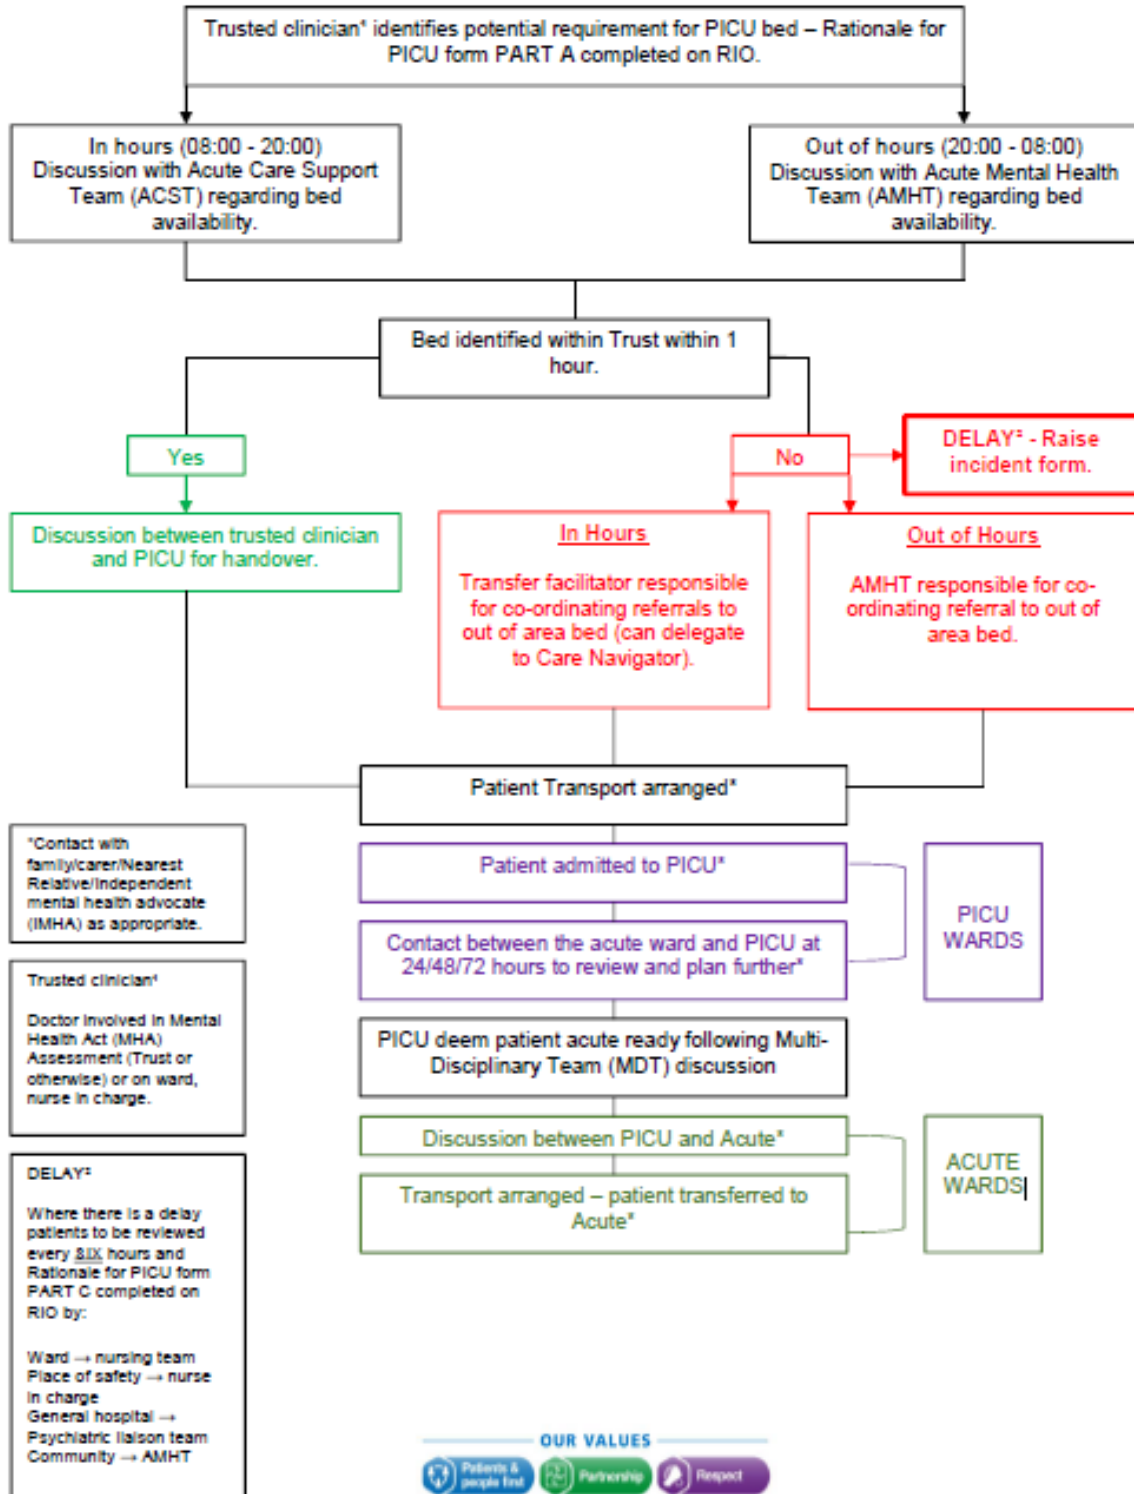 Trusted clinician* identifies potential requirement for PICU bed – Rationale for
PICU form PART A completed on RIO.
In hours (08:00 - 20:00)
Discussion with Acute Care Support
Team (ACST) regarding bed
availability.
Out of hours (20:00 - 08:00)
Discussion with Acute Mental Health
Team (AMHT) regarding bed
availability.
Bed identified within Trust within 1
hour.
Yes
No
DELAY² - Raise
incident form.
Discussion between trusted clinician
and PICU for handover.
In Hours
Transfer facilitator responsible
for co-ordinating referrals to
out of area bed (can delegate
to Care Navigator).
Out of Hours
AMHT responsible for co-
ordinating referral to out of
area bed.
Patient Transport arranged*
*Contact with
family/carer/Nearest
Relative/Independent
mental health advocate
(IMHA) as appropriate.
Patient admitted to PICU*
Contact between the acute ward and PICU at
24/48/72 hours to review and plan further*
PICU
WARDS
Trusted clinician*
Doctor involved in Mental
Health Act (MHA)
Assessment (Trust or
otherwise) or on ward,
nurse in charge.
PICU deem patient acute ready following Multi-
Disciplinary Team (MDT) discussion
Discussion between PICU and Acute*
Transport arranged – patient transferred to
Acute*
ACUTE
WARDS
DELAY²
Where there is a delay
patients to be reviewed
every SIX hours and
Rationale for PICU form
PART C completed on
RIO by:
Ward → nursing team
Place of safety → nurse
in charge
General hospital →
Psychiatric liaison team
Community → AMHT
OUR VALUES
Patients &
people first
Partnership
Respect